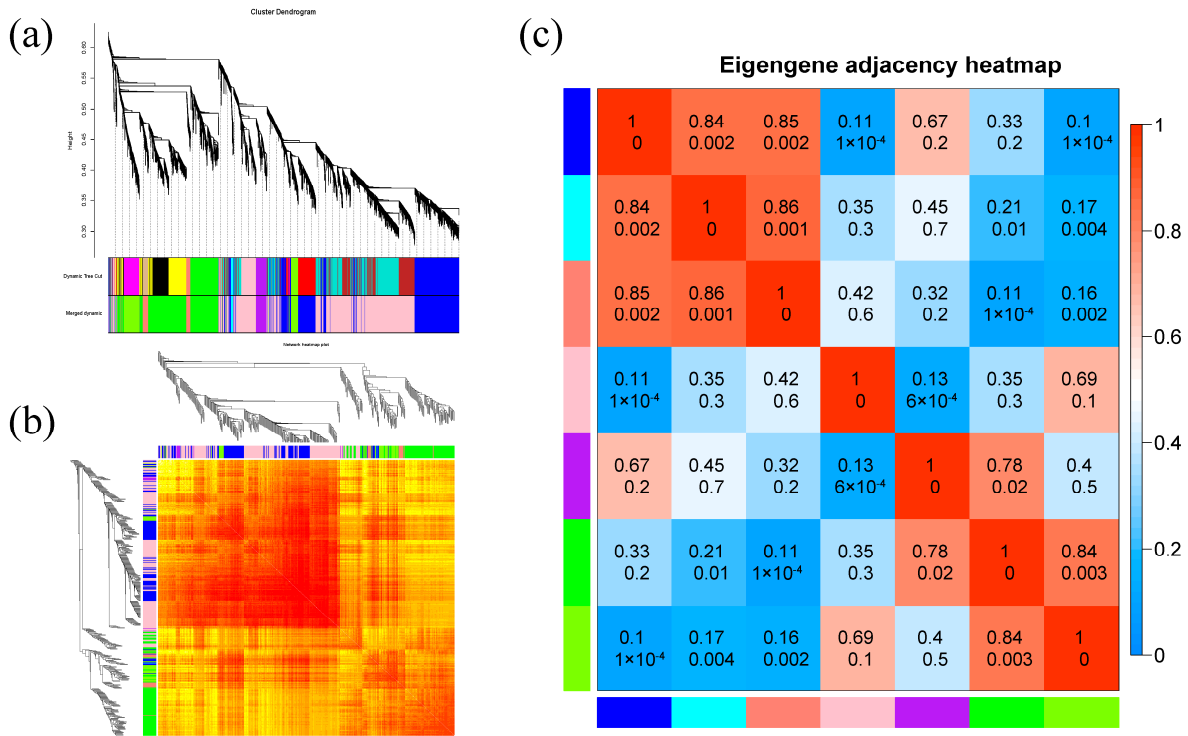 (a)
Cluster Dendrogram
Height
0.60
0.55
0.50
0.45
0.40
0.35
0.30
Dynamic Tree Cut
Merged dynamic
(b)
Network heatmap plot
(c)
Eigengene adjacency heatmap
1 0.84 0.85 0.11 0.67 0.33 0.1
0 0.002 0.002 1×10⁻⁴ 0.2 0.2 1×10⁻⁴
0.84 1 0.86 0.35 0.45 0.21 0.17
0.002 0 0.001 0.3 0.7 0.01 0.004
0.85 0.86 1 0.42 0.32 0.11 0.16
0.002 0.001 0 0.6 0.2 1×10⁻⁴ 0.002
0.11 0.35 0.42 1 0.13 0.35 0.69
1×10⁻⁴ 0.3 0.6 0 6×10⁻⁴ 0.3 0.1
0.67 0.45 0.32 0.13 1 0.78 0.4
0.2 0.7 0.2 6×10⁻⁴ 0 0.02 0.5
0.33 0.21 0.11 0.35 0.78 1 0.84
0.2 0.01 1×10⁻⁴ 0.3 0.02 0 0.003
0.1 0.17 0.16 0.69 0.4 0.84 1
1×10⁻⁴ 0.004 0.002 0.1 0.5 0.003 0
1
0.8
0.6
0.4
0.2
0